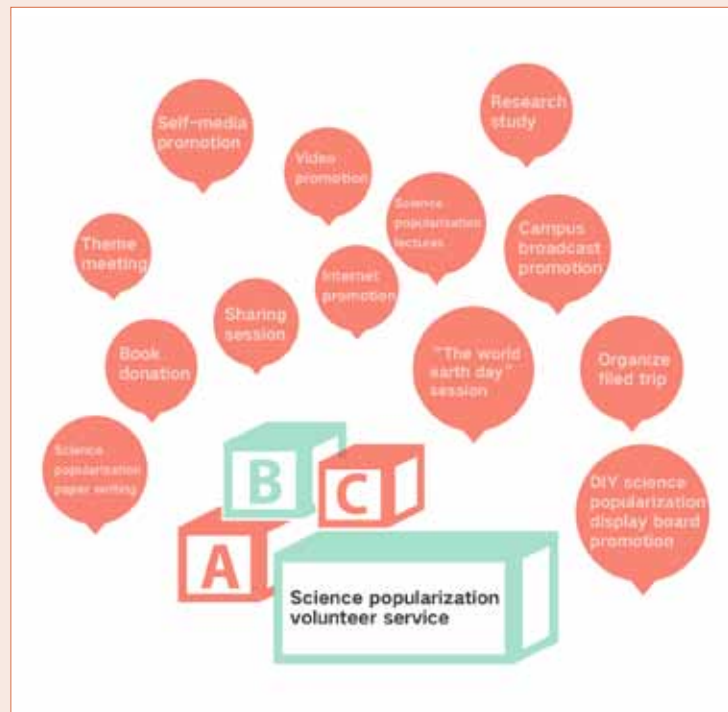 Self-media
promotion
Research
study
Video
promotion
Science
popularization
lectures
Campus
broadcast
promotion
Theme
meeting
Internet
promotion
Sharing
session
Book
donation
"The world
earth day"
session
Organize
filed trip
Science
popularization
paper writing
DIY science
popularization
display board
promotion
B
C
A
Science popularization
volunteer service